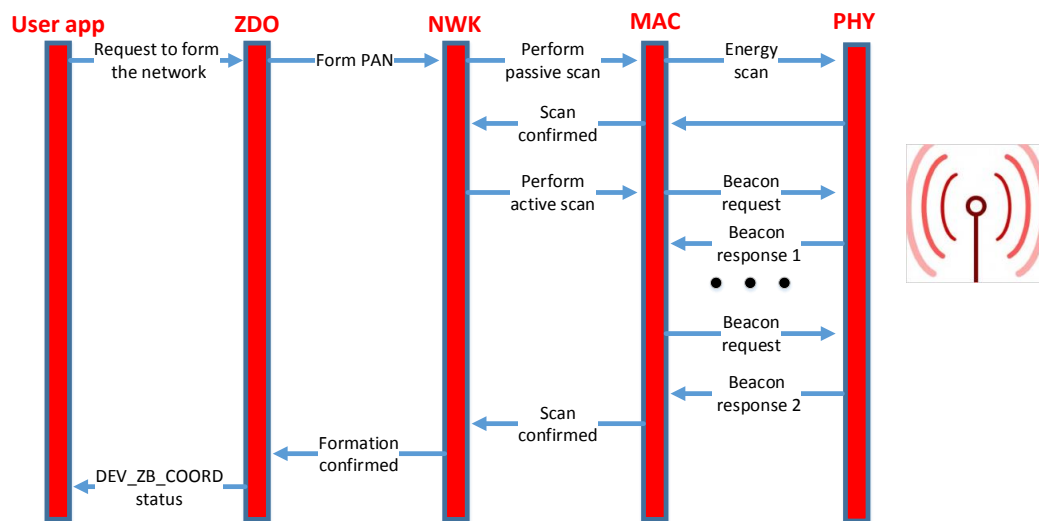 User app
ZDO
NWK
MAC
PHY
Request to form
the network
Form PAN
Perform
passive scan
Energy
scan
Scan
confirmed
Perform
active scan
Beacon
request
Beacon
response 1
Beacon
request
Beacon
response 2
Scan
confirmed
Formation
confirmed
DEV_ZB_COORD
status